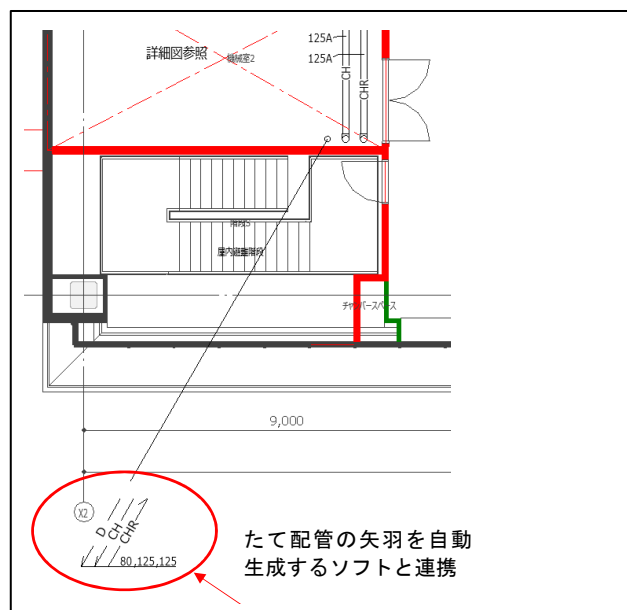 125A
125A
詳細図参照
機械室2
CH
CHR
階段5
屋内避難階段
チャンバースペース
9,000
X2
D
CH
CHR
80,125,125
たて配管の矢羽を自動
生成するソフトと連携